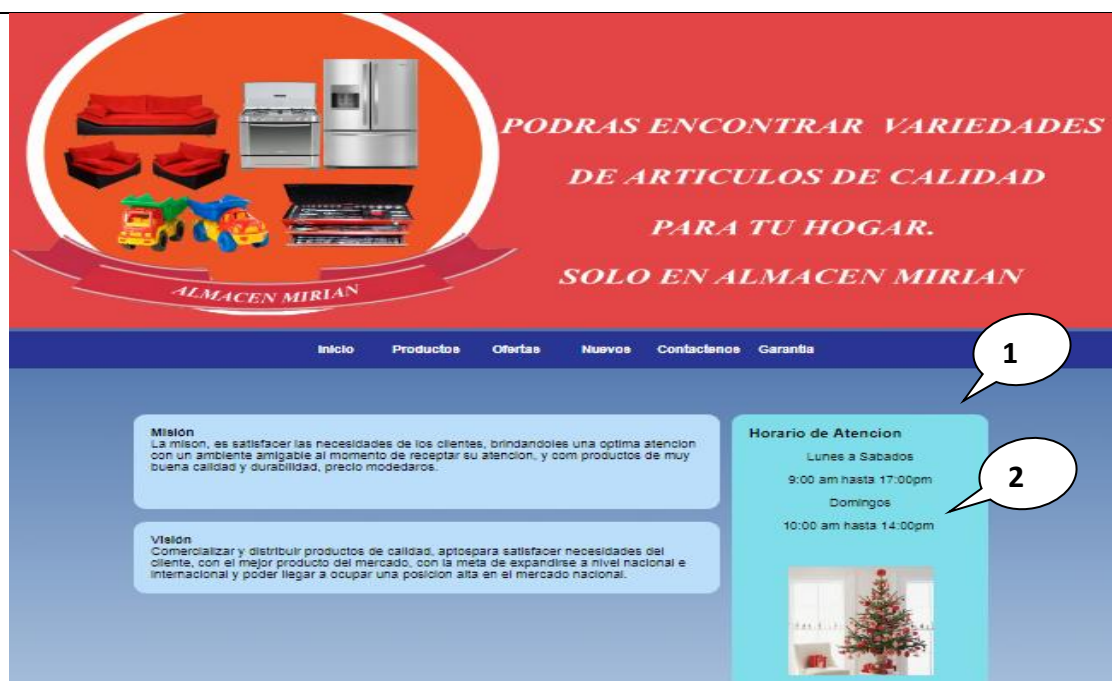 PODRAS ENCONTRAR VARIEDADES
DE ARTICULOS DE CALIDAD
PARA TU HOGAR.
SOLO EN ALMACEN MIRIAN
ALMACEN MIRIAN
Inicio Productos Ofertas Nuevos Contactenos Garantia
1
Misión
La mison, es satisfacer las necesidades de los clientes, brindandoles una optima atencion
con un ambiente amigable al momento de receptar su atencion, y com productos de muy
buena calidad y durabilidad, precio modedaros.
Visión
Comercializar y distribuir productos de calidad, aptospara satisfacer necesidades del
cliente, con el mejor producto del mercado, con la meta de expandirse a nivel nacional e
internacional y poder llegar a ocupar una posicion alta en el mercado nacional.
Horario de Atencion
Lunes a Sabados
9:00 am hasta 17:00pm
Domingos
10:00 am hasta 14:00pm
2